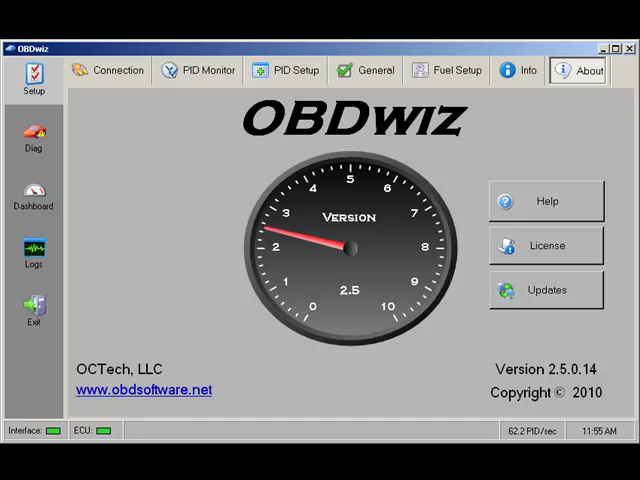 OBDwiz
Connection
PID Monitor
PID Setup
General
Fuel Setup
Info
About
Setup
Diag
Dashboard
Logs
Exit
OBDwiz
VERSION
0
1
2
3
4
5
6
7
8
9
10
2.5
Help
License
Updates
OCTech, LLC
www.obdsoftware.net
Version 2.5.0.14
Copyright © 2010
Interface:
ECU:
62.2 PID/sec
11:55 AM